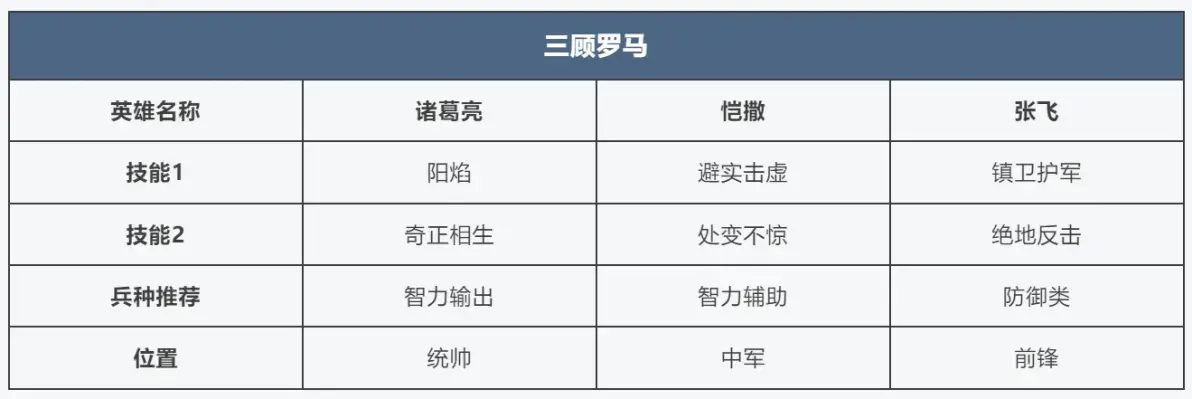 三顾罗马
英雄名称 诸葛亮 恺撒 张飞
技能1 阳焰 避实击虚 镇卫护军
技能2 奇正相生 处变不惊 绝地反击
兵种推荐 智力输出 智力辅助 防御类
位置 统帅 中军 前锋